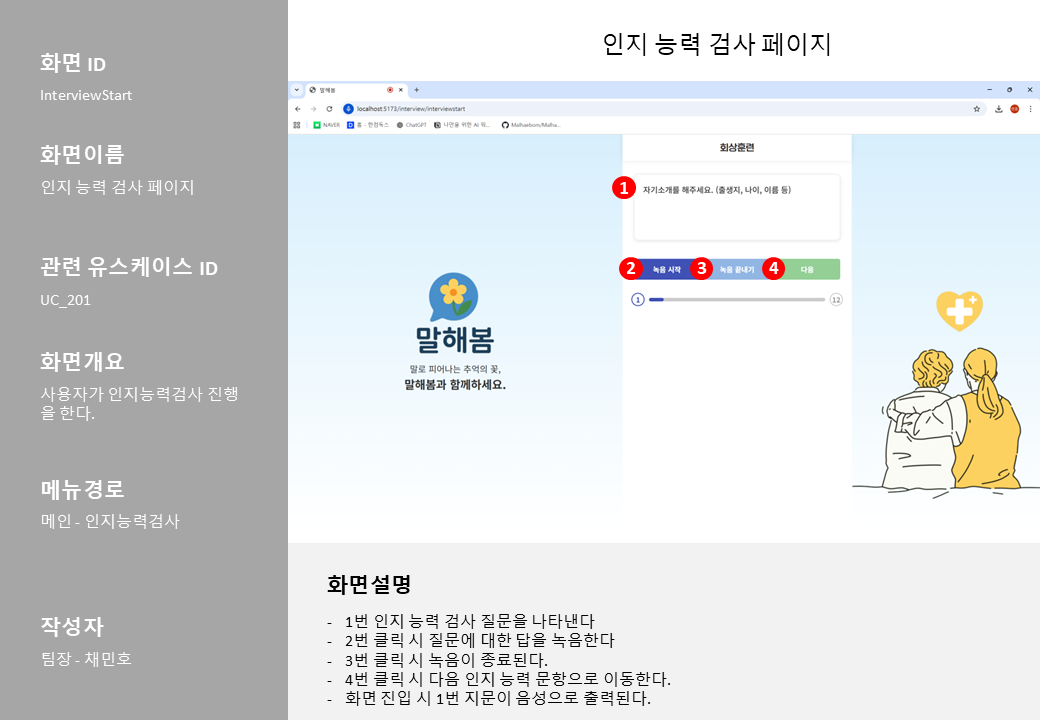 화면 ID
InterviewStart
화면이름
인지 능력 검사 페이지
관련 유스케이스 ID
UC_201
화면개요
사용자가 인지능력검사 진행
을 한다.
메뉴경로
메인 - 인지능력검사
작성자
팀장 - 채민호
인지 능력 검사 페이지
말해봄
localhost:5173/interview/interviewstart
NAVER
홈 - 한컴독스
ChatGPT
나만을 위한 AI 워...
Malhaebom/Malha...
회상훈련
1
자기소개를 해주세요. (출생지, 나이, 이름 등)
2 녹음 시작 3 녹음 끝내기 4 다음
1 12
말해봄
말로 피어나는 추억의 꽃,
말해봄과 함께하세요.
화면설명
- 1번 인지 능력 검사 질문을 나타낸다
- 2번 클릭 시 질문에 대한 답을 녹음한다
- 3번 클릭 시 녹음이 종료된다.
- 4번 클릭 시 다음 인지 능력 문항으로 이동한다.
- 화면 진입 시 1번 지문이 음성으로 출력된다.